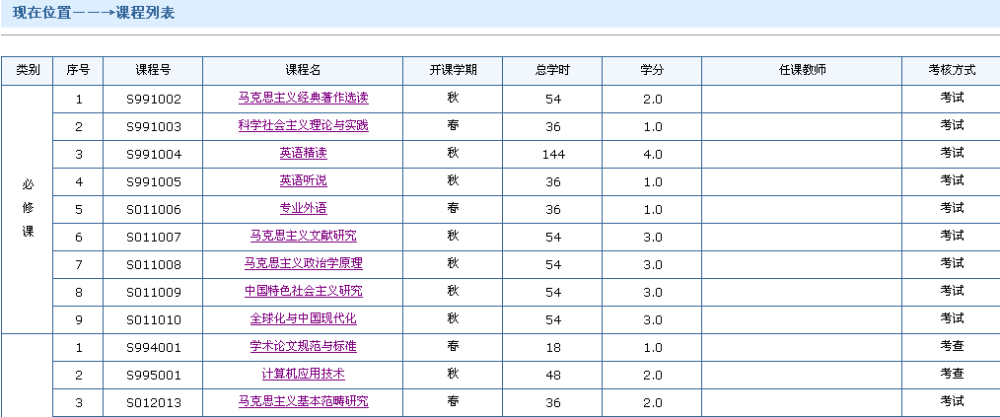 现在位置－－→课程列表
类别 序号 课程号 课程名 开课学期 总学时 学分 任课教师 考核方式
必
修
课
1 S991002 马克思主义经典著作选读 秋 54 2.0 考试
2 S991003 科学社会主义理论与实践 春 36 1.0 考试
3 S991004 英语精读 秋 144 4.0 考试
4 S991005 英语听说 秋 36 1.0 考试
5 S011006 专业外语 春 36 1.0 考试
6 S011007 马克思主义文献研究 秋 54 3.0 考试
7 S011008 马克思主义政治学原理 秋 54 3.0 考试
8 S011009 中国特色社会主义研究 秋 54 3.0 考试
9 S011010 全球化与中国现代化 秋 54 3.0 考试
1 S994001 学术论文规范与标准 春 18 1.0 考查
2 S995001 计算机应用技术 秋 48 2.0 考查
3 S012013 马克思主义基本范畴研究 春 36 2.0 考试